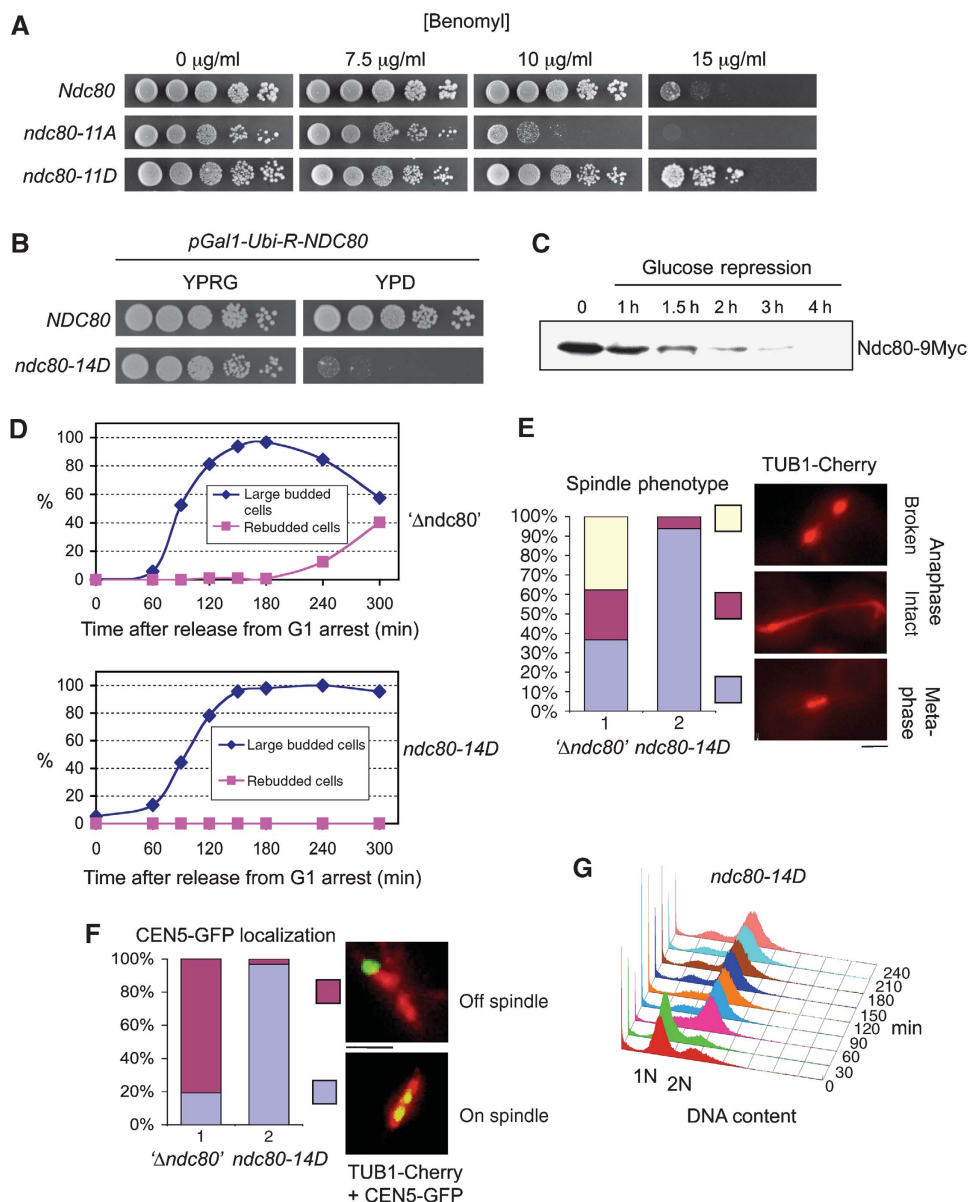 A
[Benomyl]
0 µg/ml 7.5 µg/ml 10 µg/ml 15 µg/ml
Ndc80
ndc80-11A
ndc80-11D
B
pGal1-Ubi-R-NDC80
YPRG YPD
NDC80
ndc80-14D
C
Glucose repression
0 1 h 1.5 h 2 h 3 h 4 h
Ndc80-9Myc
D
100
80
60
40
20
0
%
Large budded
cells
Rebudded cells
'Δndc80'
0 60 120 180 240 300
Time after release from G1 arrest (min)
100
80
60
40
20
0
%
Large budded cells
Rebudded cells
ndc80-14D
0 60 120 180 240 300
Time after release from G1 arrest (min)
E
Spindle phenotype
TUB1-Cherry
100%
90%
80%
70%
60%
50%
40%
30%
20%
10%
0%
1 2
'Δndc80' ndc80-14D
Broken
Intact
Anaphase
Meta-
phase
F
CEN5-GFP localization
100%
80%
60%
40%
20%
0%
1 2
'Δndc80' ndc80-14D
Off spindle
On spindle
TUB1-Cherry
+ CEN5-GFP
G
ndc80-14D
240
210
180
150
120
90
60
30
0
min
1N 2N
DNA content